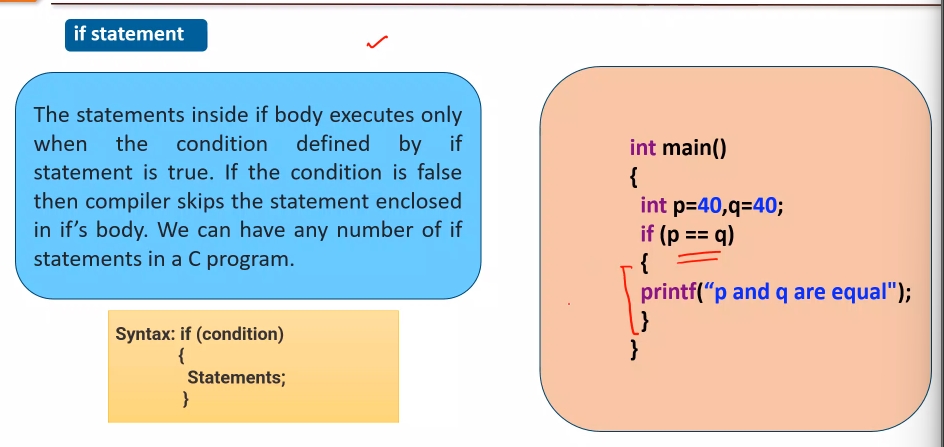 if statement
The statements inside if body executes only
when the condition defined by if
statement is true. If the condition is false
then compiler skips the statement enclosed
in if’s body. We can have any number of if
statements in a C program.
Syntax: if (condition)
{
Statements;
}
int main()
{
int p=40,q=40;
if (p == q)
{
printf(“p and q are equal");
}
}